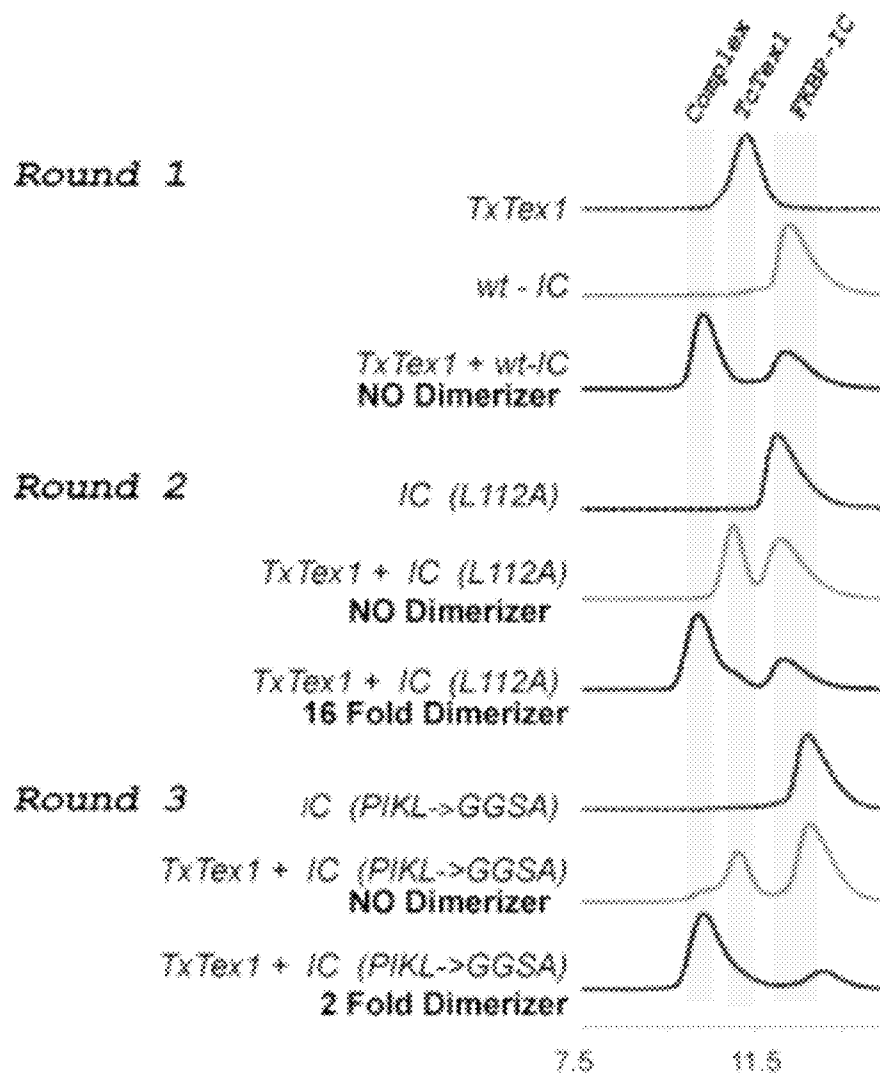 Complex
TcTex1
FKBP-IC
Round 1
TxTex1
wt - IC
TxTex1 + wt-IC
NO Dimerizer
Round 2
IC (L112A)
TxTex1 + IC (L112A)
NO Dimerizer
TxTex1 + IC (L112A)
16 Fold Dimerizer
Round 3
IC (PIKL->GGSA)
TxTex1 + IC (PIKL->GGSA)
NO Dimerizer
TxTex1 + IC (PIKL->GGSA)
2 Fold Dimerizer
7.5 11.5